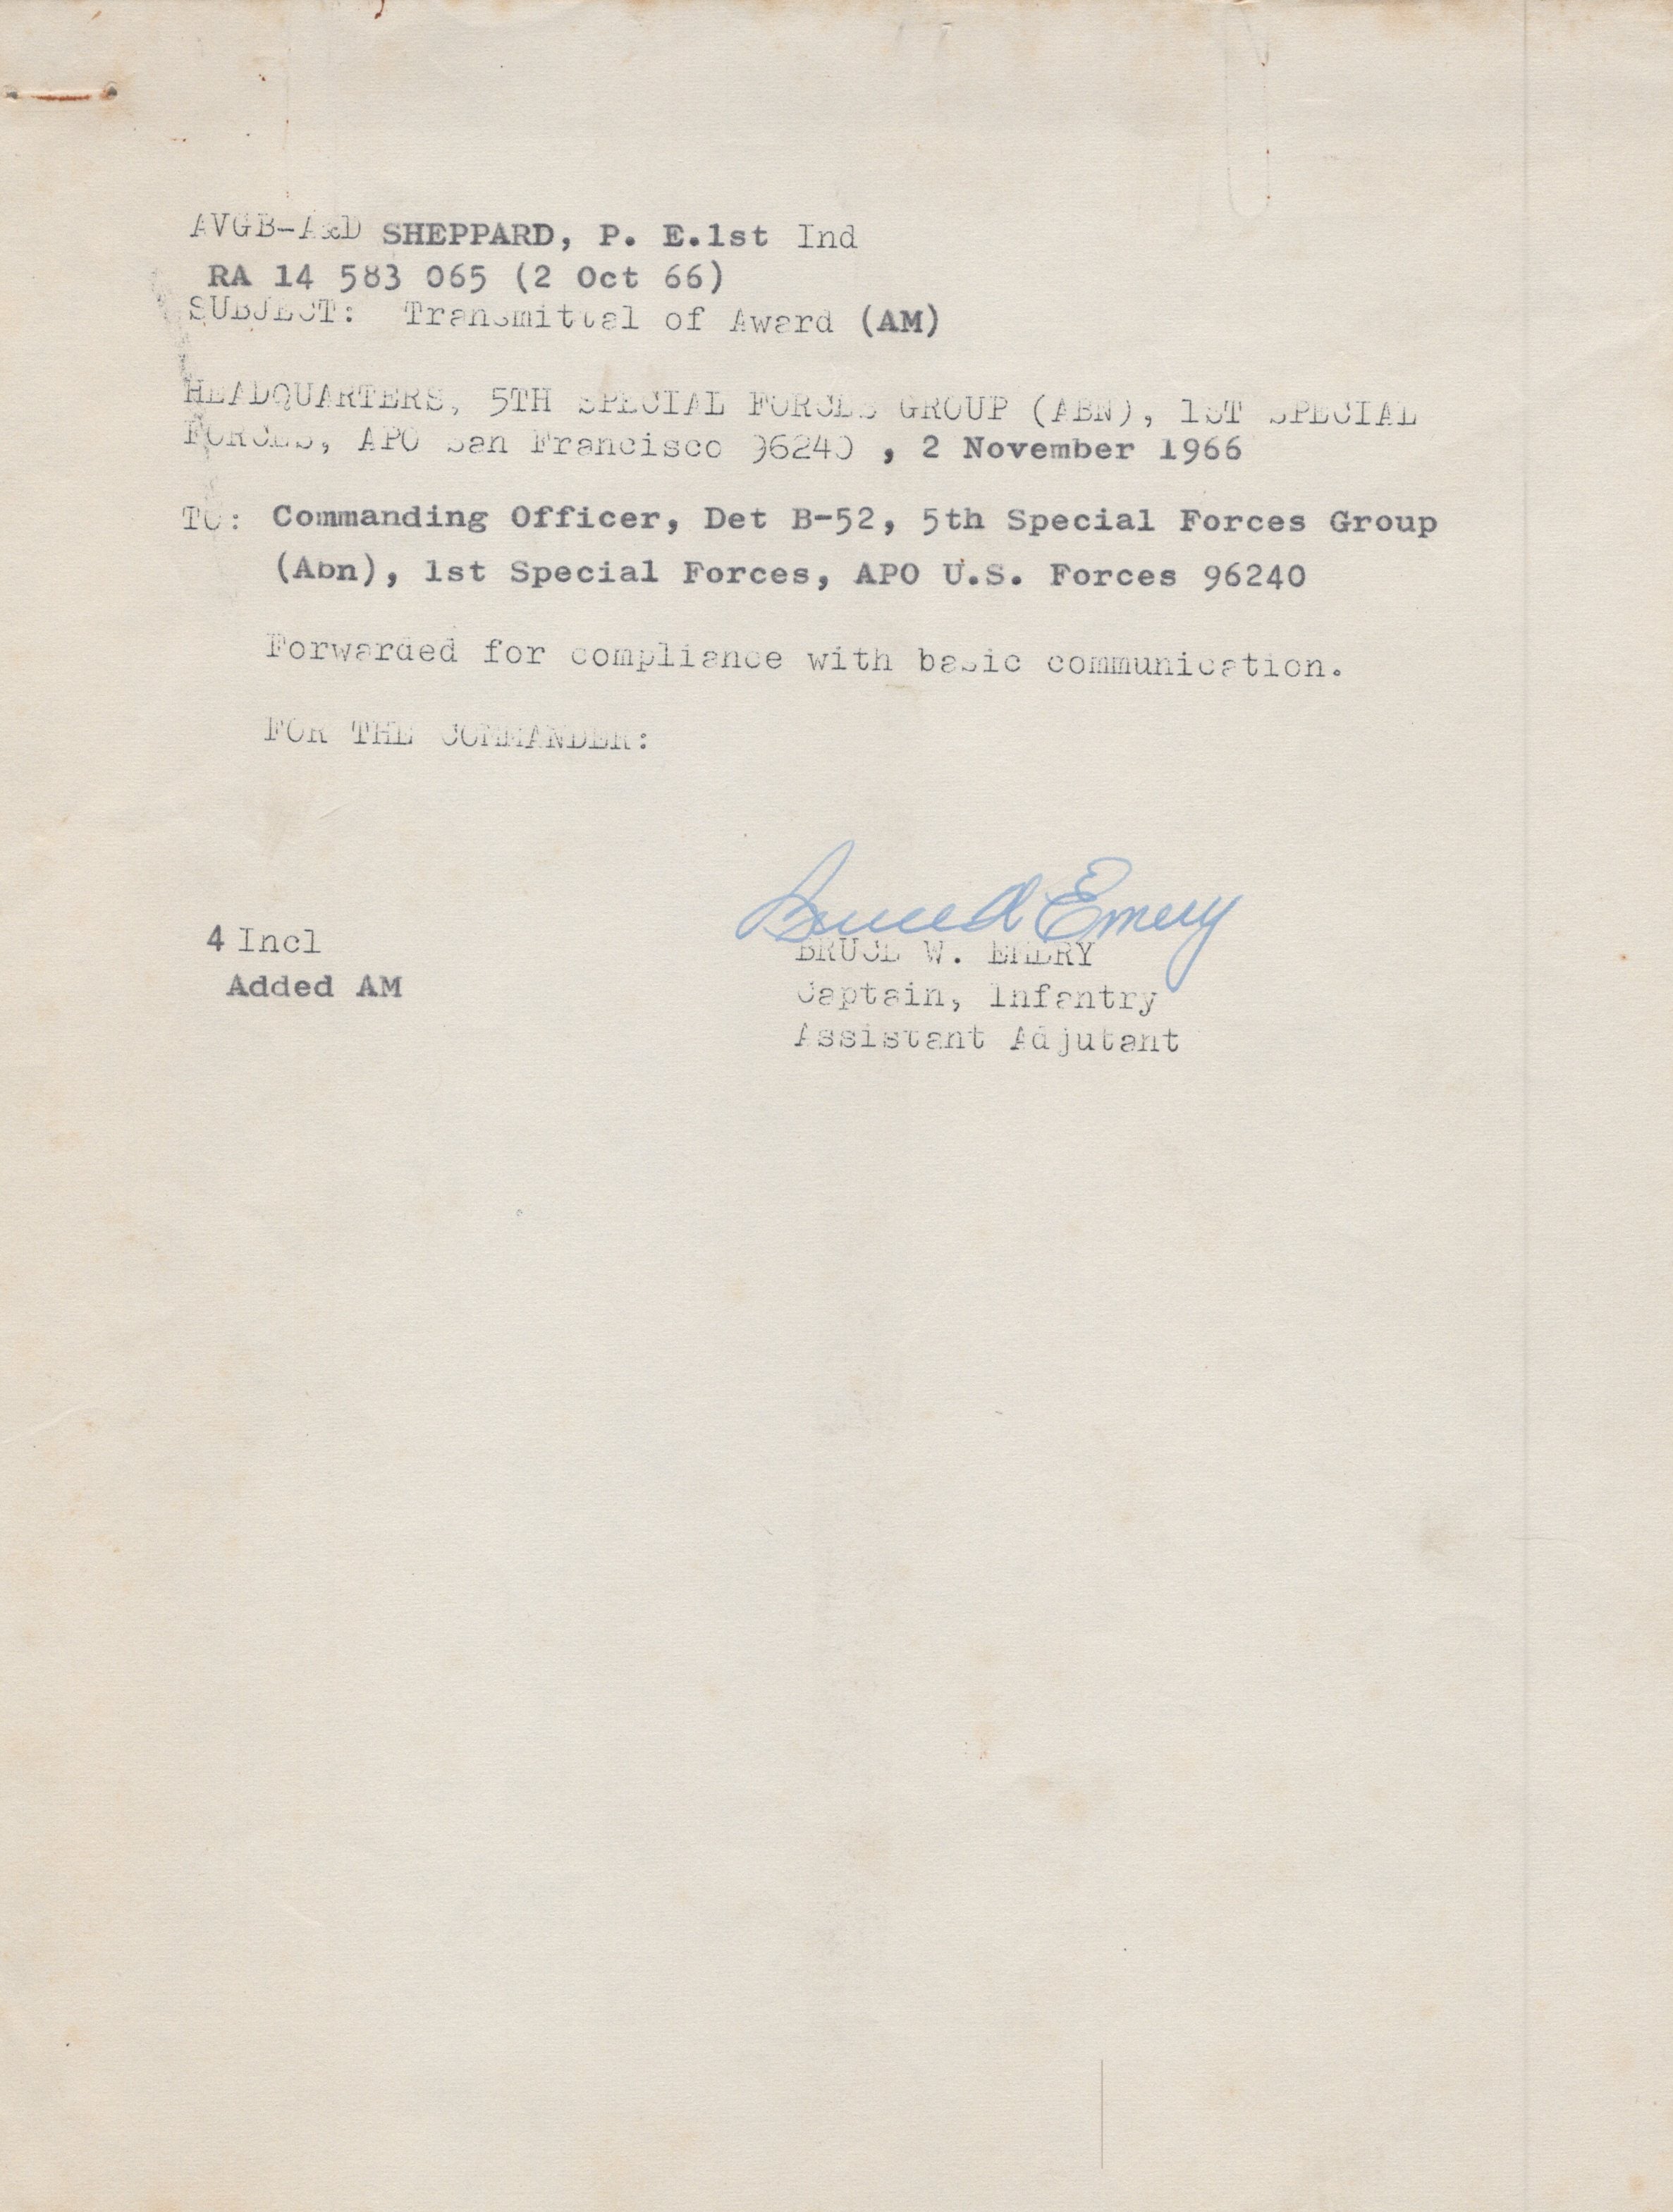 AVGB-A&D SHEPPARD, P. E.1st Ind
RA 14 583 065 (2 Oct 66)
SUBJECT: Transmittal of Award (AM)
HEADQUARTERS, 5TH SPECIAL FORCES GROUP (ABN), 1ST SPECIAL
FORCES, APO San Francisco 96240 , 2 November 1966
TO: Commanding Officer, Det B-52, 5th Special Forces Group
(Abn), 1st Special Forces, APO U.S. Forces 96240
Forwarded for compliance with basic communication.
FOR THE COMMANDER:
Bruce W Emery
4 Incl
BRUCE W. EMERY
Added AM
Captain, Infantry
Assistant Adjutant